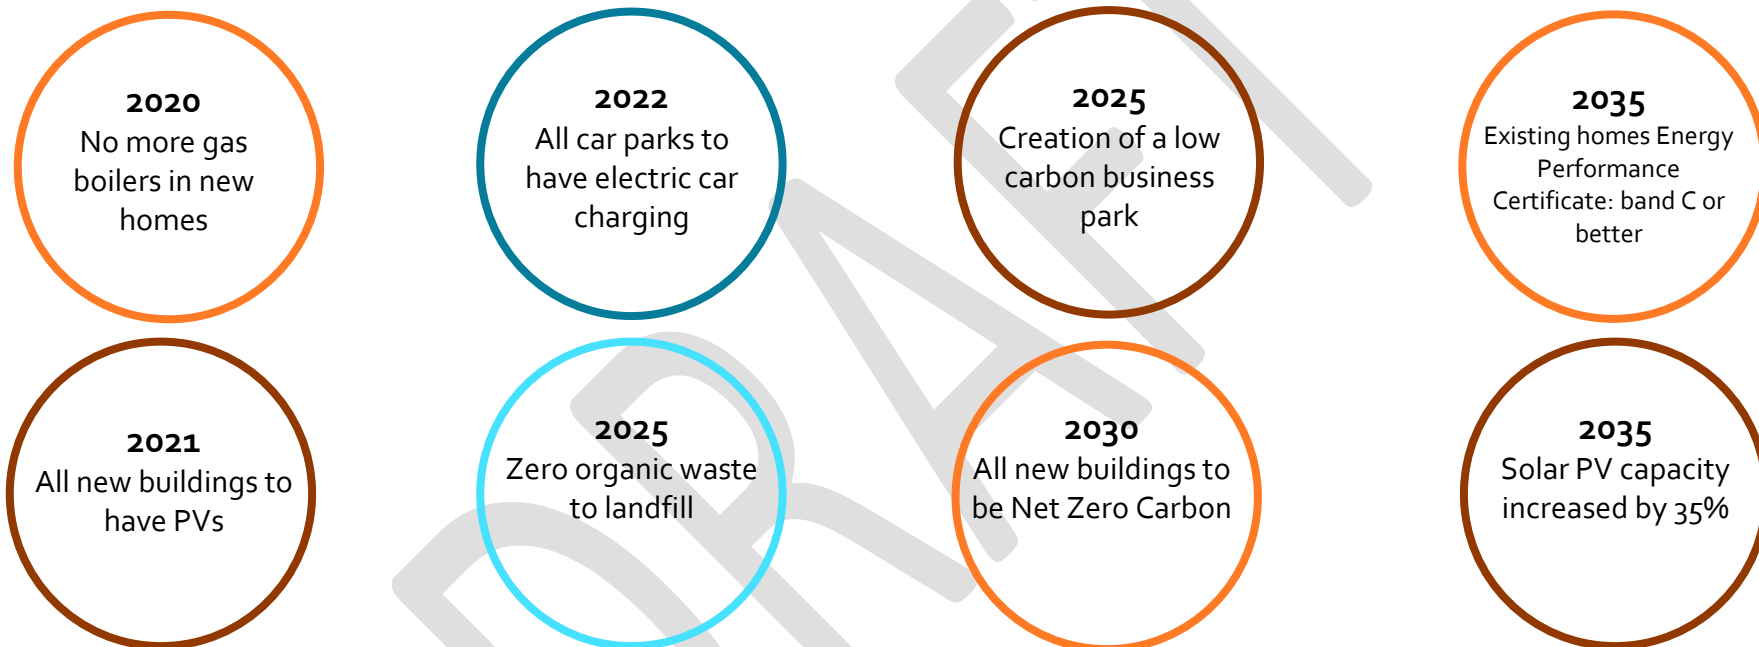 2020
No more gas
boilers in new
homes
2022
All car parks to
have electric car
charging
2025
Creation of a low
carbon business
park
2035
Existing homes Energy
Performance
Certificate: band C or
better
2021
All new buildings to
have PVs
2025
Zero organic waste
to landfill
2030
All new buildings to
be Net Zero Carbon
2035
Solar PV capacity
increased by 35%
DRAFT